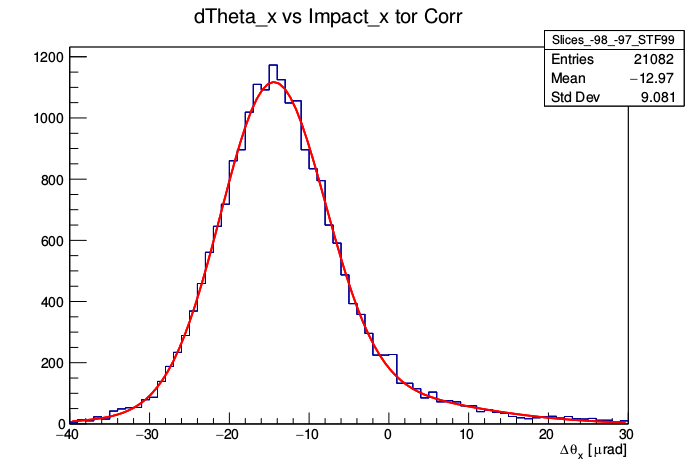 dTheta_x vs Impact_x tor Corr
Slices_-98_-97_STF99
Entries 21082
Mean −12.97
Std Dev 9.081
1200
1000
800
600
400
200
0
−40 −30 −20 −10 0 10 20 30
Δθx [μrad]